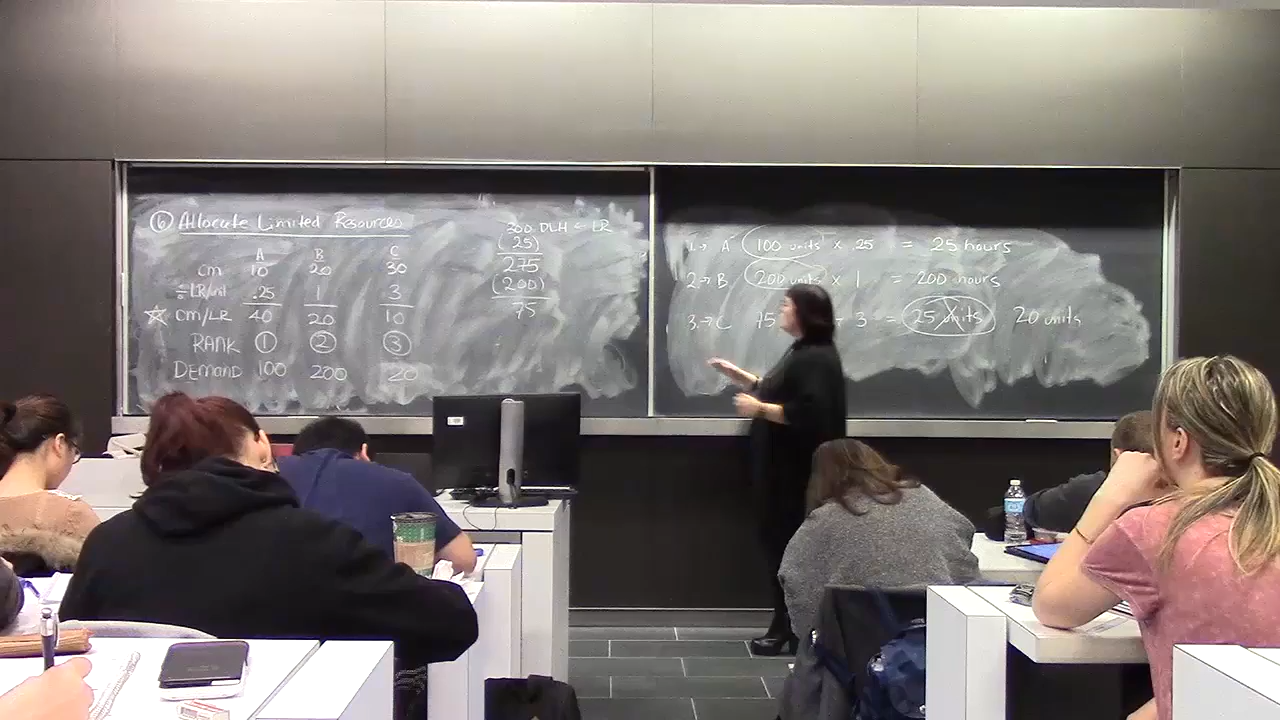 ⑥ Allocate Limited Resources
A B C
CM 10 20 30
÷ LR/unit .25 1 3
☆ CM/LR 40 20 10
RANK ① ② ③
DEMAND 100 200 20
300 DLH ← LR
(25)
275
(200)
75
1. → A 100 units × .25 = 25 hours
2. → B 200 units × 1 = 200 hours
3. → C 75 ÷ 3 = 25 units 20 units